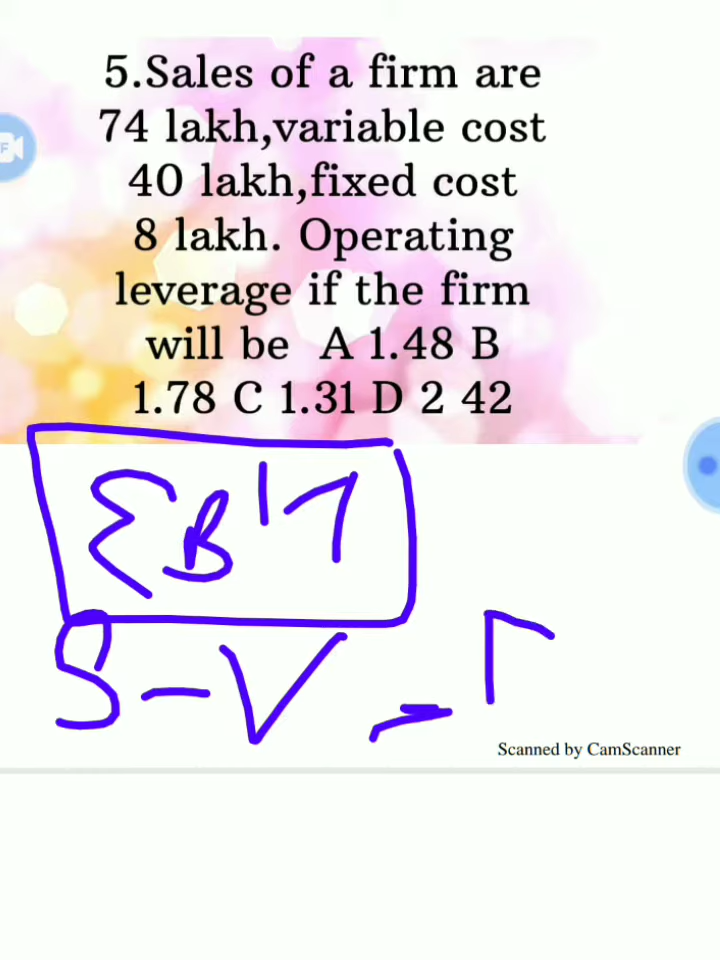 5.Sales of a firm are
74 lakh,variable cost
40 lakh,fixed cost
8 lakh. Operating
leverage if the firm
will be A 1.48 B
1.78 C 1.31 D 2 42
S-V
Scanned by CamScanner
F